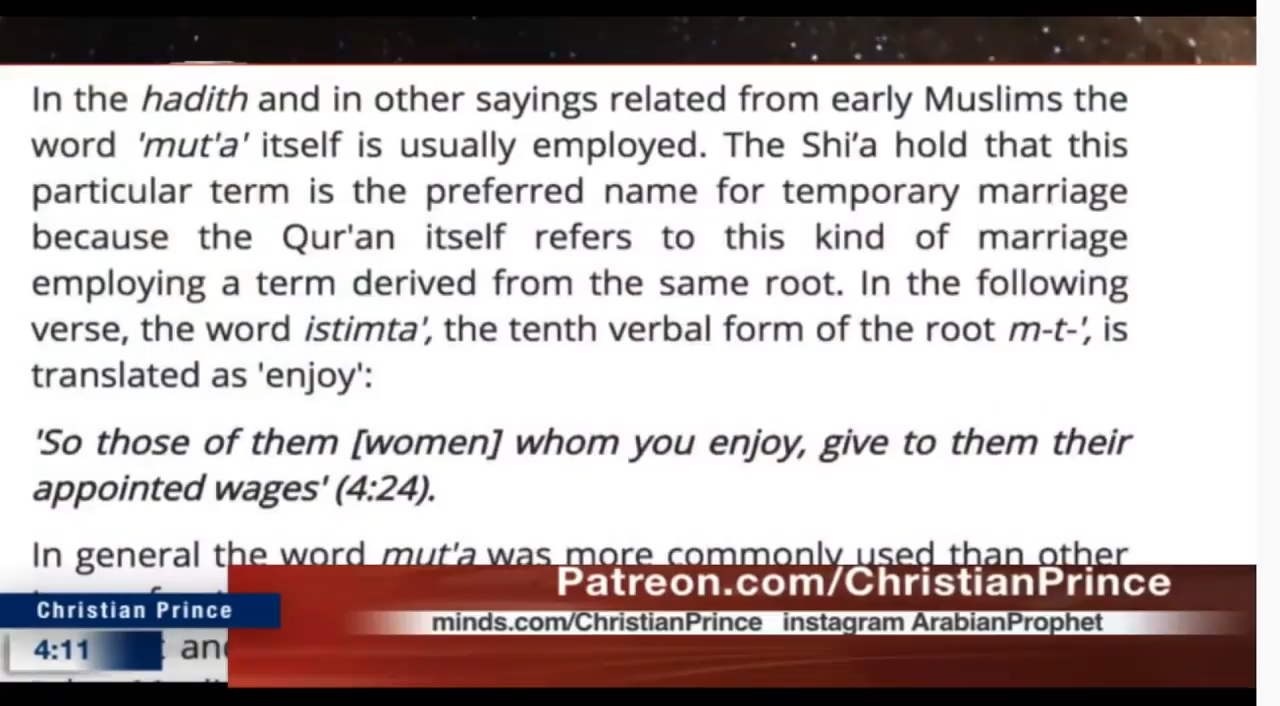 In the hadith and in other sayings related from early Muslims the
word 'mut'a' itself is usually employed. The Shi’a hold that this
particular term is the preferred name for temporary marriage
because the Qur'an itself refers to this kind of marriage
employing a term derived from the same root. In the following
verse, the word istimta', the tenth verbal form of the root m-t-', is
translated as 'enjoy':
'So those of them [women] whom you enjoy, give to them their
appointed wages' (4:24).
In general the word mut'a was more commonly used than other
Patreon.com/ChristianPrince
Christian Prince
minds.com/ChristianPrince instagram ArabianProphet
4:11